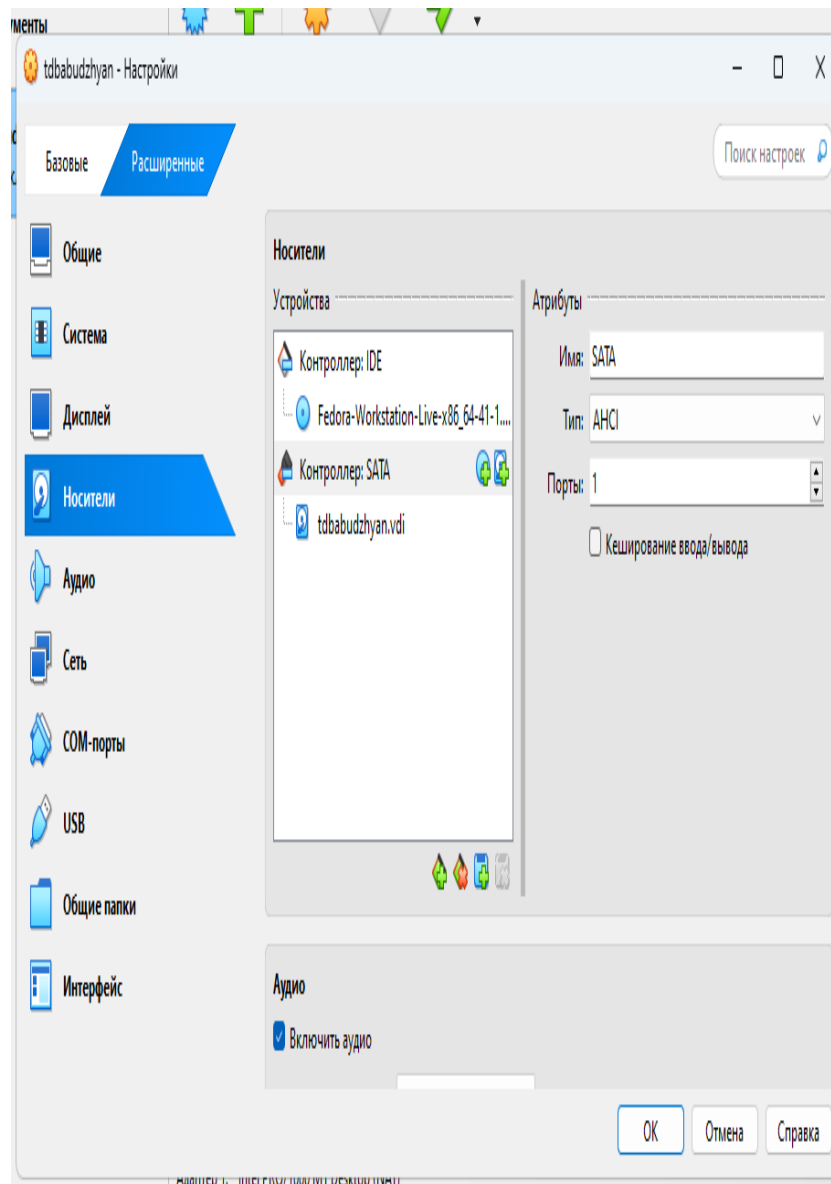 ументы
tdbabudzhyan - Настройки
Базовые
Расширенные
Поиск настроек
Общие
Система
Дисплей
Носители
Аудио
Сеть
COM-порты
USB
Общие папки
Интерфейс
Носители
Устройства
Контроллер: IDE
Fedora-Workstation-Live-x86_64-41-1....
Контроллер: SATA
tdbabudzhyan.vdi
Атрибуты
Имя: SATA
Тип: AHCI
Порты: 1
Кеширование ввода/вывода
Аудио
Включить аудио
OK
Отмена
Справка